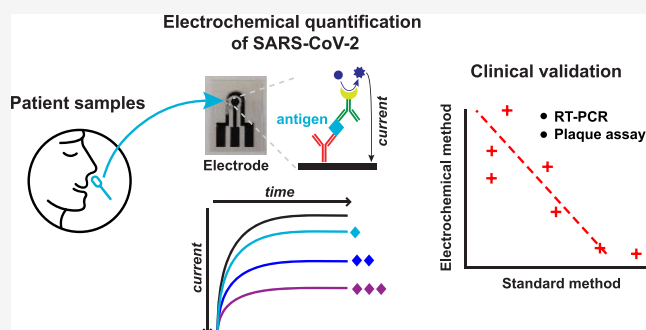 Electrochemical quantification
of SARS-CoV-2
Patient samples
antigen
current
Electrode
time
current
Clinical validation
Electrochemical method
● RT-PCR
● Plaque assay
Standard method